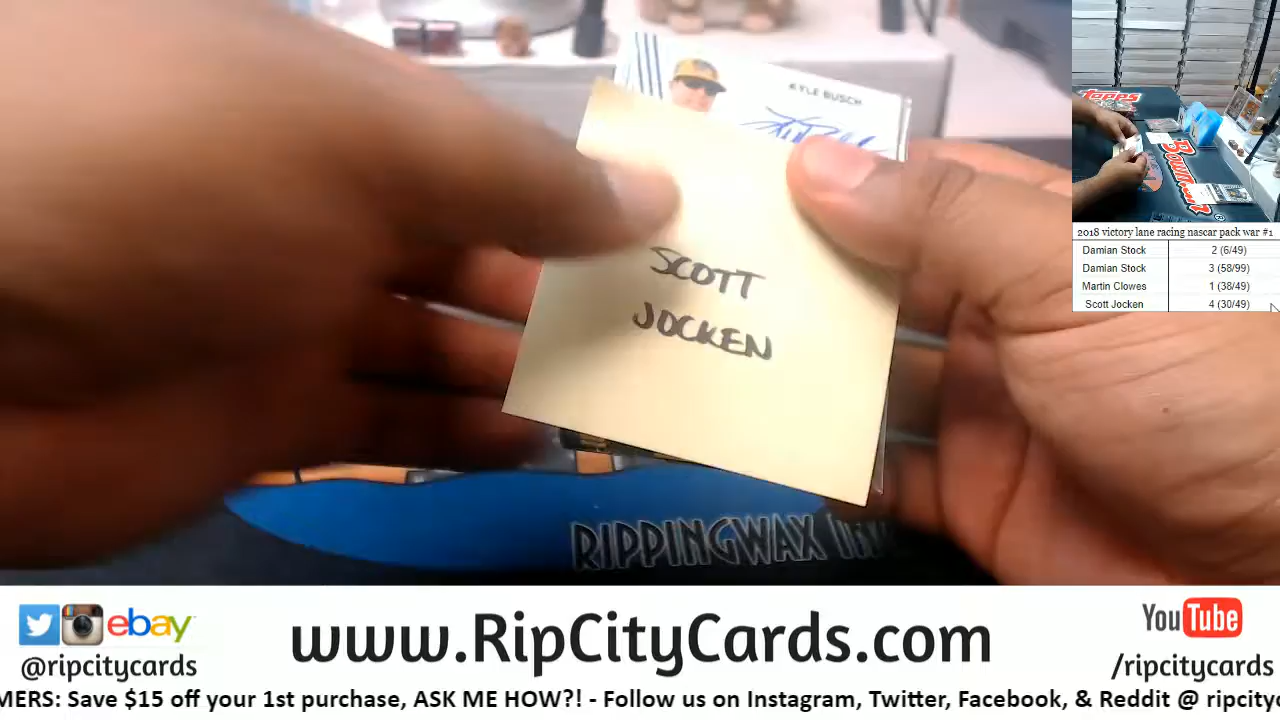 KYLE BUSCH
SCOTT
JOCKEN
RIPPINGWAX
Topps
Bowman
2018 victory lane racing nascar pack war #1
Damian Stock 2 (6/49)
Damian Stock 3 (58/99)
Martin Clowes 1 (38/49)
Scott Jocken 4 (30/49)
ebay
@ripcitycards
www.RipCityCards.com
YouTube
/ripcitycards
MERS: Save $15 off your 1st purchase, ASK ME HOW?! - Follow us on Instagram, Twitter, Facebook, & Reddit @ ripcityc